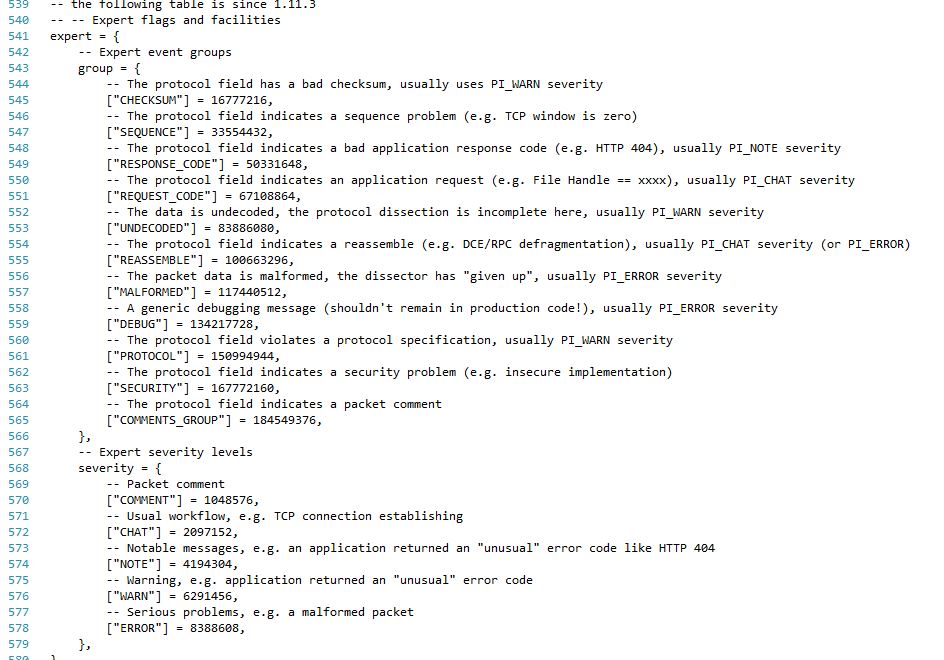 539 -- the following table is since 1.11.3
540 -- -- Expert flags and facilities
541 expert = {
542 -- Expert event groups
543 group = {
544 -- The protocol field has a bad checksum, usually uses PI_WARN severity
545 ["CHECKSUM"] = 16777216,
546 -- The protocol field indicates a sequence problem (e.g. TCP window is zero)
547 ["SEQUENCE"] = 33554432,
548 -- The protocol field indicates a bad application response code (e.g. HTTP 404), usually PI_NOTE severity
549 ["RESPONSE_CODE"] = 50331648,
550 -- The protocol field indicates an application request (e.g. File Handle == xxxx), usually PI_CHAT severity
551 ["REQUEST_CODE"] = 67108864,
552 -- The data is undecoded, the protocol dissection is incomplete here, usually PI_WARN severity
553 ["UNDECODED"] = 83886080,
554 -- The protocol field indicates a reassemble (e.g. DCE/RPC defragmentation), usually PI_CHAT severity (or PI_ERROR)
555 ["REASSEMBLE"] = 100663296,
556 -- The packet data is malformed, the dissector has "given up", usually PI_ERROR severity
557 ["MALFORMED"] = 117440512,
558 -- A generic debugging message (shouldn't remain in production code!), usually PI_ERROR severity
559 ["DEBUG"] = 134217728,
560 -- The protocol field violates a protocol specification, usually PI_WARN severity
561 ["PROTOCOL"] = 150994944,
562 -- The protocol field indicates a security problem (e.g. insecure implementation)
563 ["SECURITY"] = 167772160,
564 -- The protocol field indicates a packet comment
565 ["COMMENTS_GROUP"] = 184549376,
566 },
567 -- Expert severity levels
568 severity = {
569 -- Packet comment
570 ["COMMENT"] = 1048576,
571 -- Usual workflow, e.g. TCP connection establishing
572 ["CHAT"] = 2097152,
573 -- Notable messages, e.g. an application returned an "unusual" error code like HTTP 404
574 ["NOTE"] = 4194304,
575 -- Warning, e.g. application returned an "unusual" error code
576 ["WARN"] = 6291456,
577 -- Serious problems, e.g. a malformed packet
578 ["ERROR"] = 8388608,
579 },
580 }